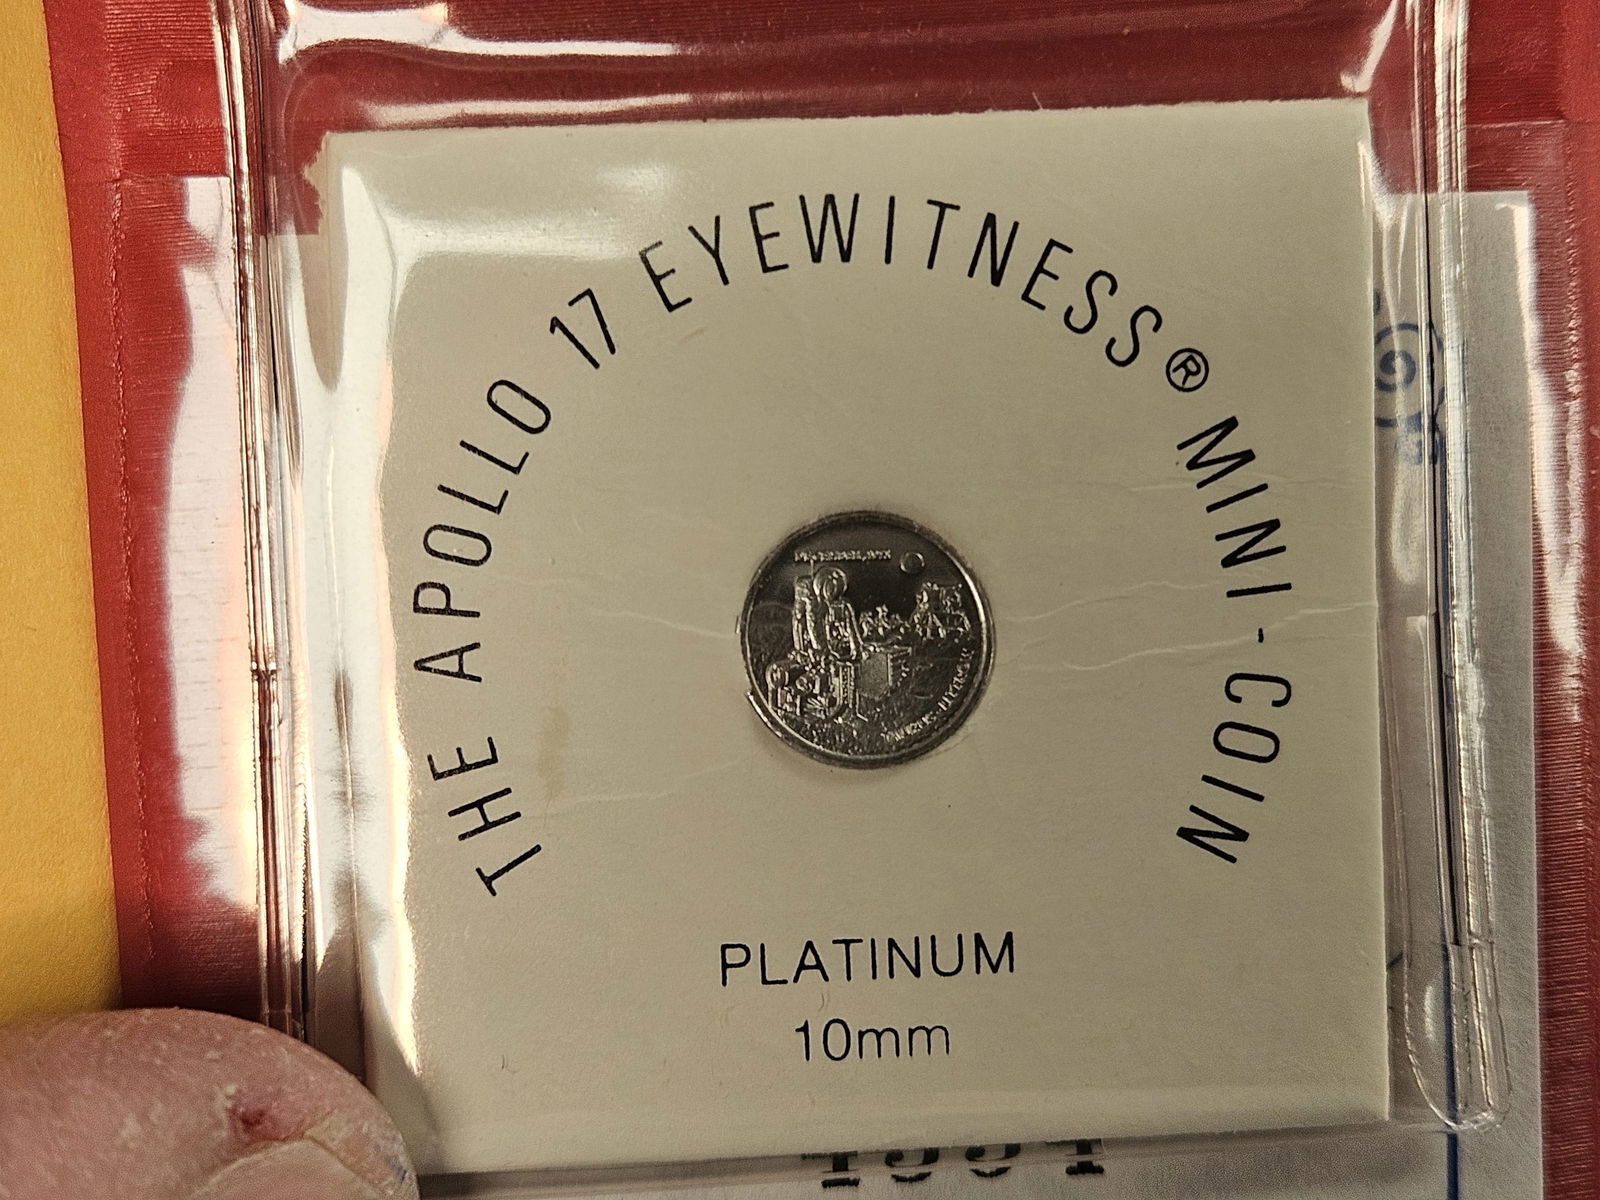 THE APOLLO 17 EYEWITNESS® MINI-COIN
PLATINUM
10mm